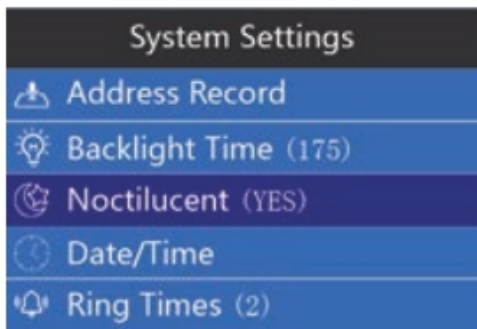 System Settings
Address Record
Backlight Time (175)
Noctilucent (YES)
Date/Time
Ring Times (2)